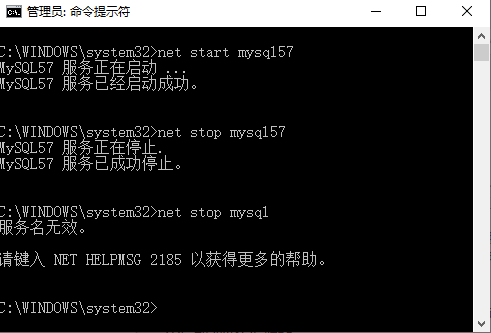 管理员: 命令提示符
C:\WINDOWS\system32>net start mysql57
MySQL57 服务正在启动 ...
MySQL57 服务已经启动成功。
C:\WINDOWS\system32>net stop mysql57
MySQL57 服务正在停止.
MySQL57 服务已成功停止。
C:\WINDOWS\system32>net stop mysql
服务名无效。
请键入 NET HELPMSG 2185 以获得更多的帮助。
C:\WINDOWS\system32>